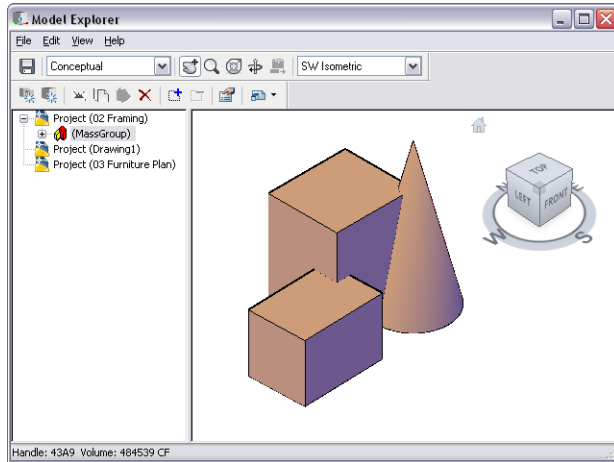 Model Explorer
File Edit View Help
Conceptual SW Isometric
Project (02 Framing)
(MassGroup)
Project (Drawing1)
Project (03 Furniture Plan)
TOP
LEFT FRONT
W S
Handle: 43A9 Volume: 484539 CF